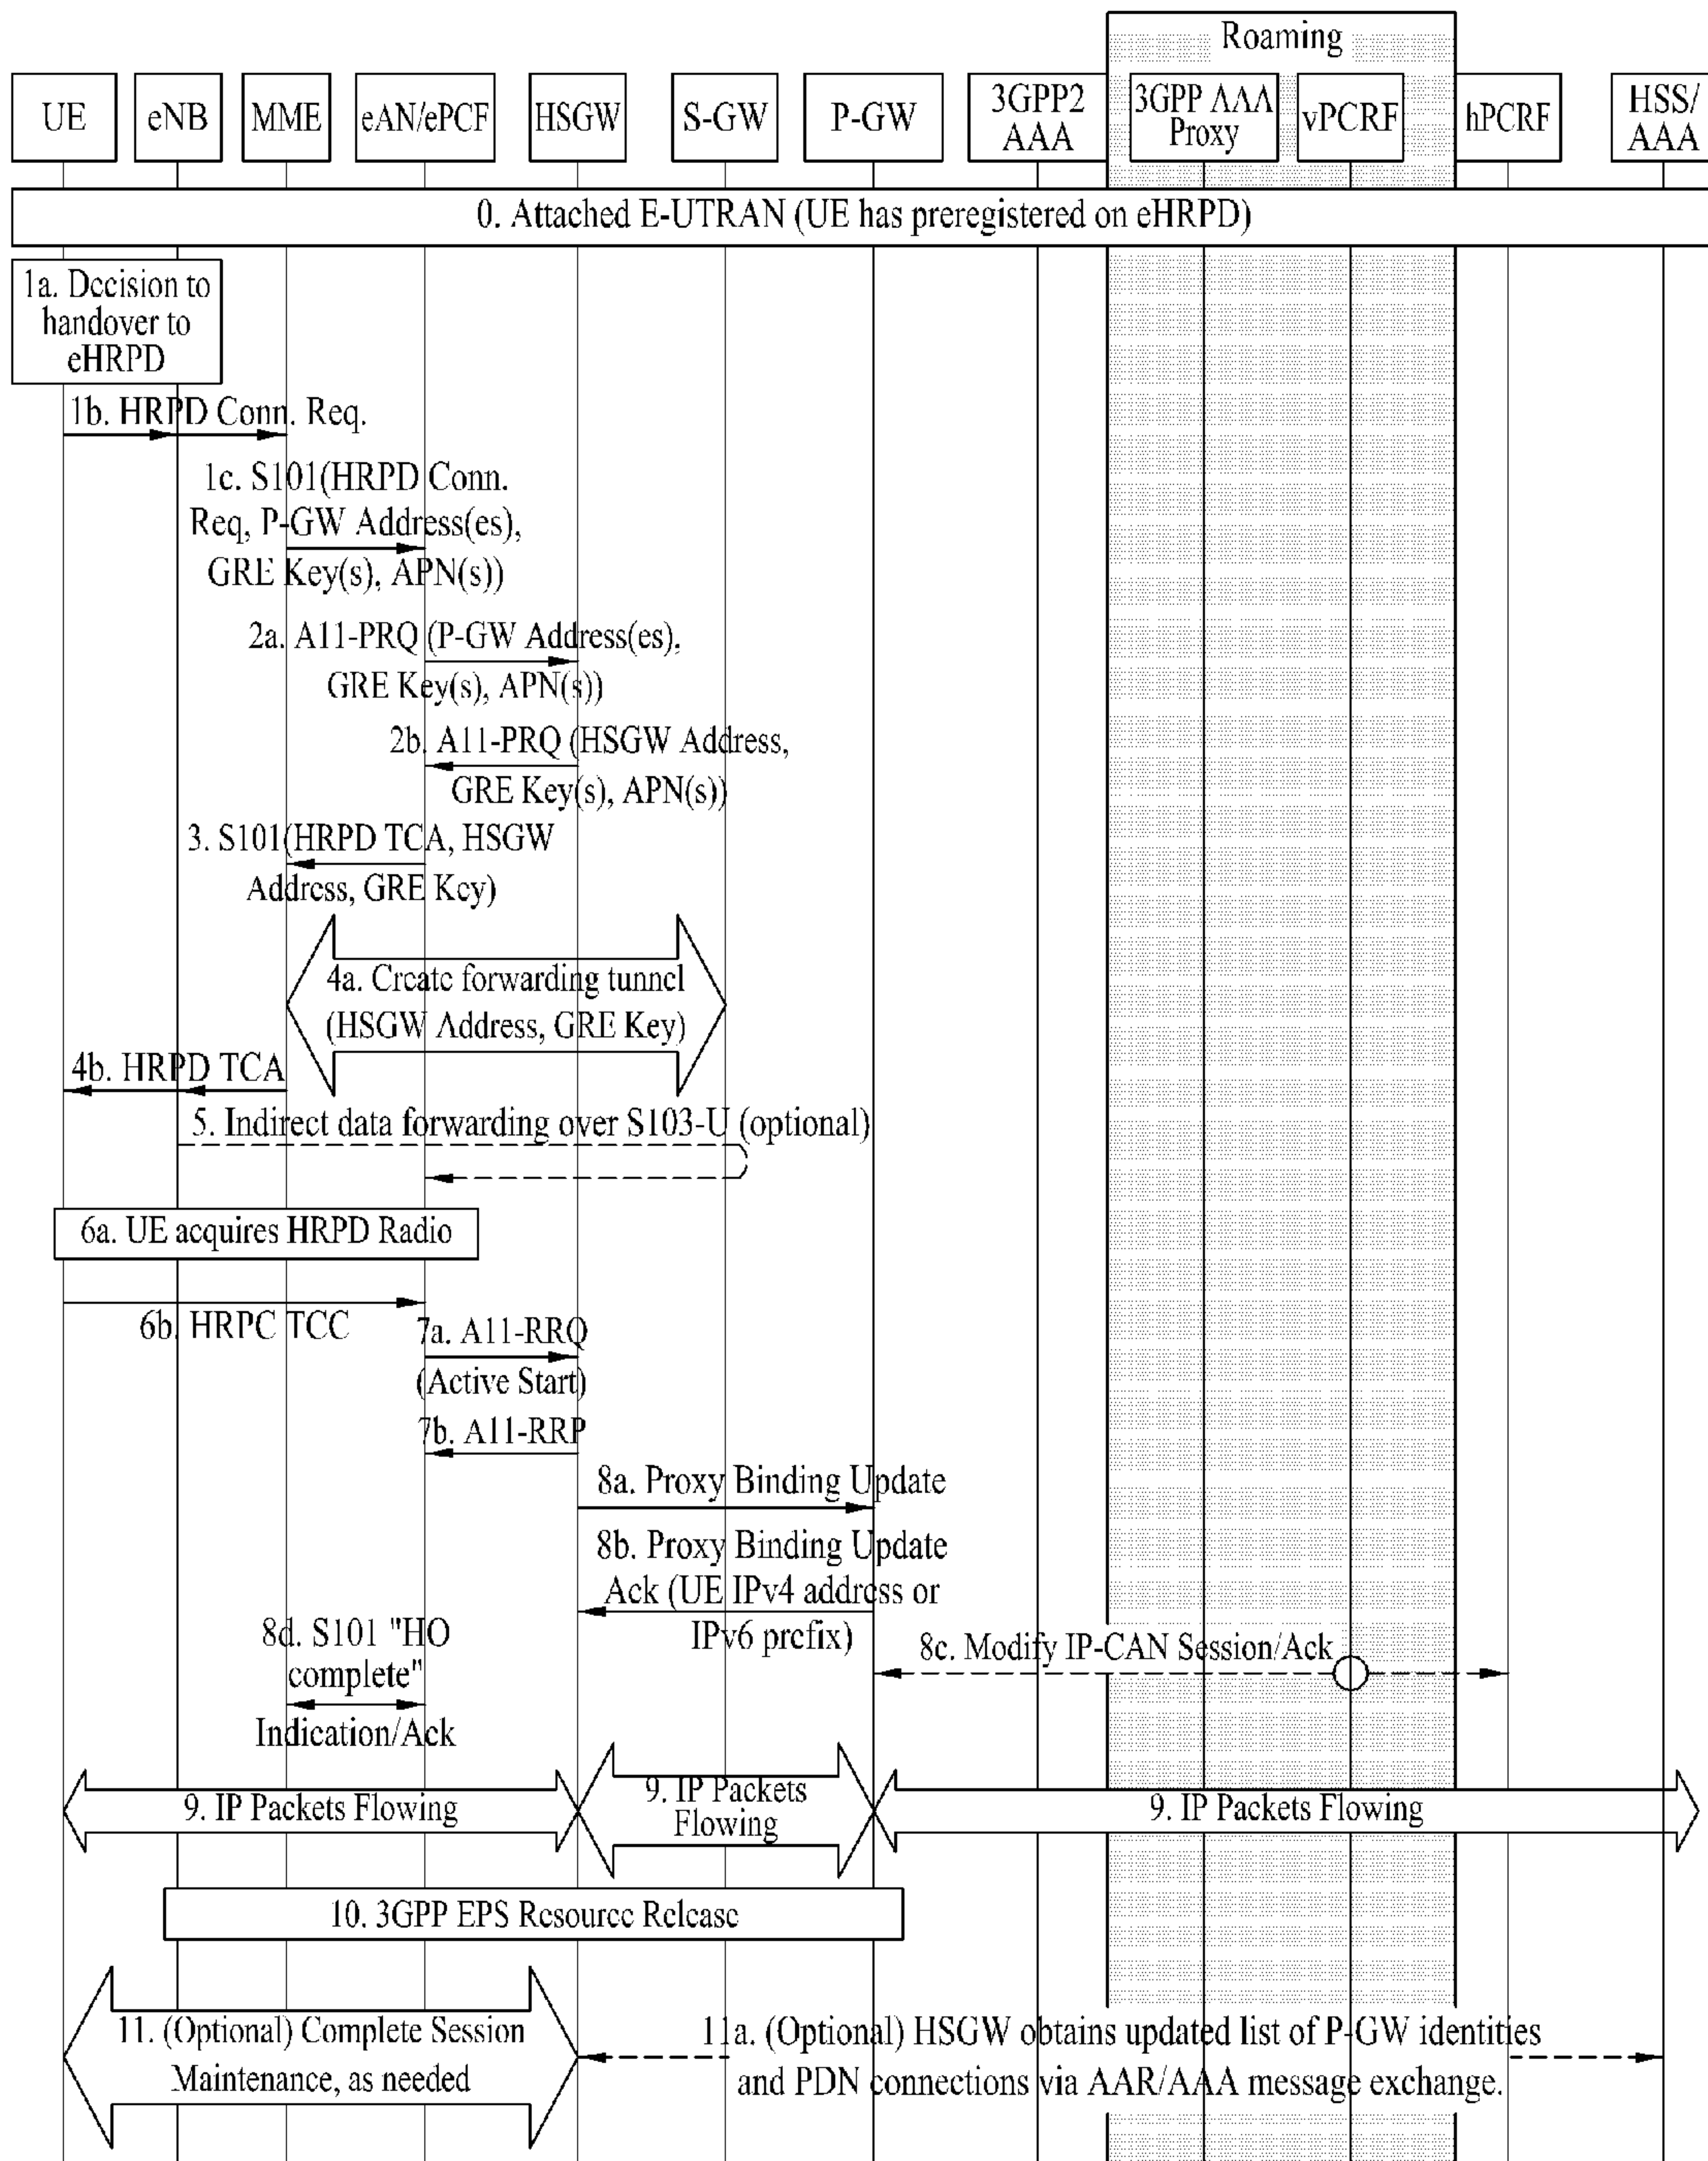 Roaming
UE
eNB
MME
eAN/ePCF
HSGW
S-GW
P-GW
3GPP2
AAA
3GPP AAA
Proxy
vPCRF
hPCRF
HSS/
AAA
0. Attached E-UTRAN (UE has preregistered on eHRPD)
1a. Decision to
handover to
eHRPD
1b. HRPD Conn. Req.
1c. S101(HRPD Conn.
Req, P-GW Address(es),
GRE Key(s), APN(s))
2a. A11-PRQ (P-GW Address(es),
GRE Key(s), APN(s))
2b. A11-PRQ (HSGW Address,
GRE Key(s), APN(s))
3. S101(HRPD TCA, HSGW
Address, GRE Key)
4a. Create forwarding tunnel
(HSGW Address, GRE Key)
4b. HRPD TCA
5. Indirect data forwarding over S103-U (optional)
6a. UE acquires HRPD Radio
6b. HRPC TCC
7a. A11-RRQ
(Active Start)
7b. A11-RRP
8a. Proxy Binding Update
8b. Proxy Binding Update
Ack (UE IPv4 address or
IPv6 prefix)
8c. Modify IP-CAN Session/Ack
8d. S101 "HO
complete"
Indication/Ack
9. IP Packets Flowing
9. IP Packets
Flowing
9. IP Packets Flowing
10. 3GPP EPS Resource Release
11. (Optional) Complete Session
Maintenance, as needed
11a. (Optional) HSGW obtains updated list of P-GW identities
and PDN connections via AAR/AAA message exchange.